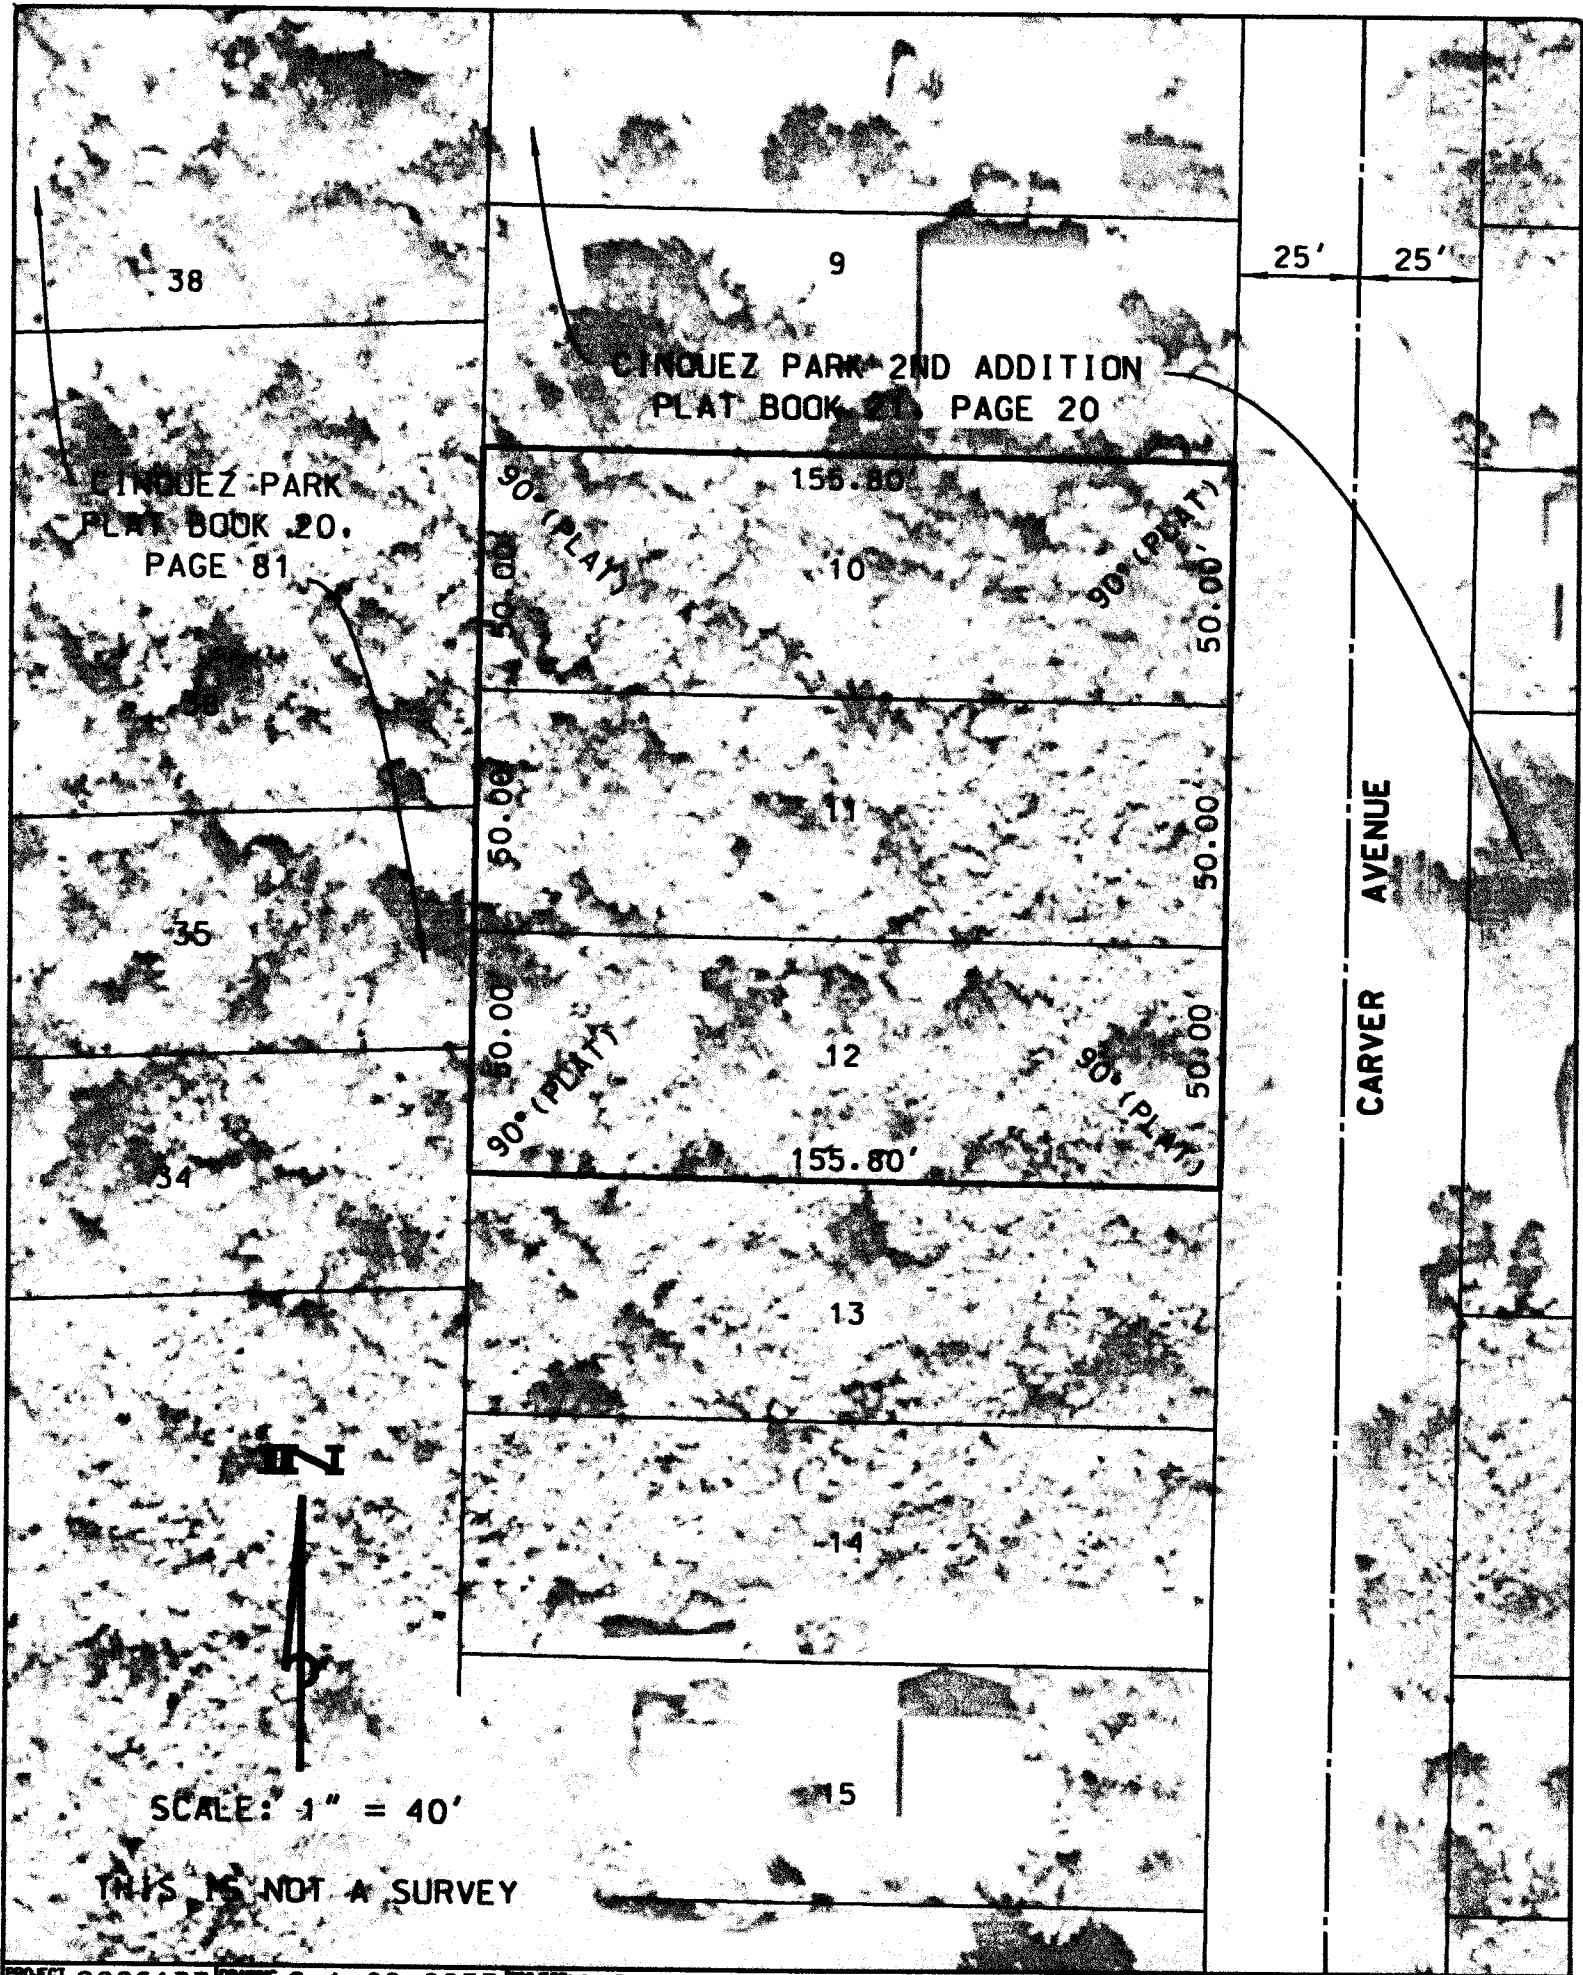 38
9
25' 25'
CINQUEZ PARK 2ND ADDITION
PLAT BOOK 21, PAGE 20
CINQUEZ PARK
PLAT BOOK 20,
PAGE 81
155.80'
90° (PLAT)
90° (PLAT)
50.00'
10
50.00'
50.00'
11
50.00'
CARVER AVENUE
35
50.00'
12
50.00'
90° (PLAT)
90° (PLAT)
155.80'
34
13
N
14
15
SCALE: 1" = 40'
THIS IS NOT A SURVEY
PROJECT